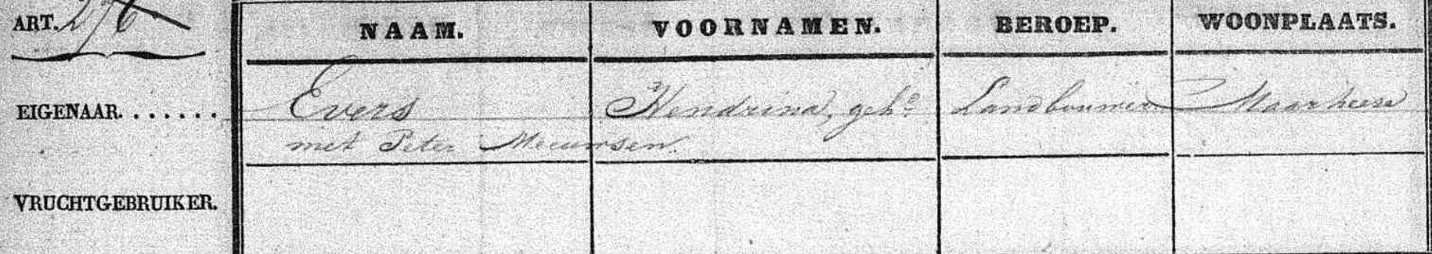 ART. 276 NAAM. VOORNAMEN. BEROEP. WOONPLAATS.
EIGENAAR....... Evers Hendrina, geh.^e Landbouwer Maarheeze
met Peter Meeuwsen.
VRUCHTGEBRUIKER.